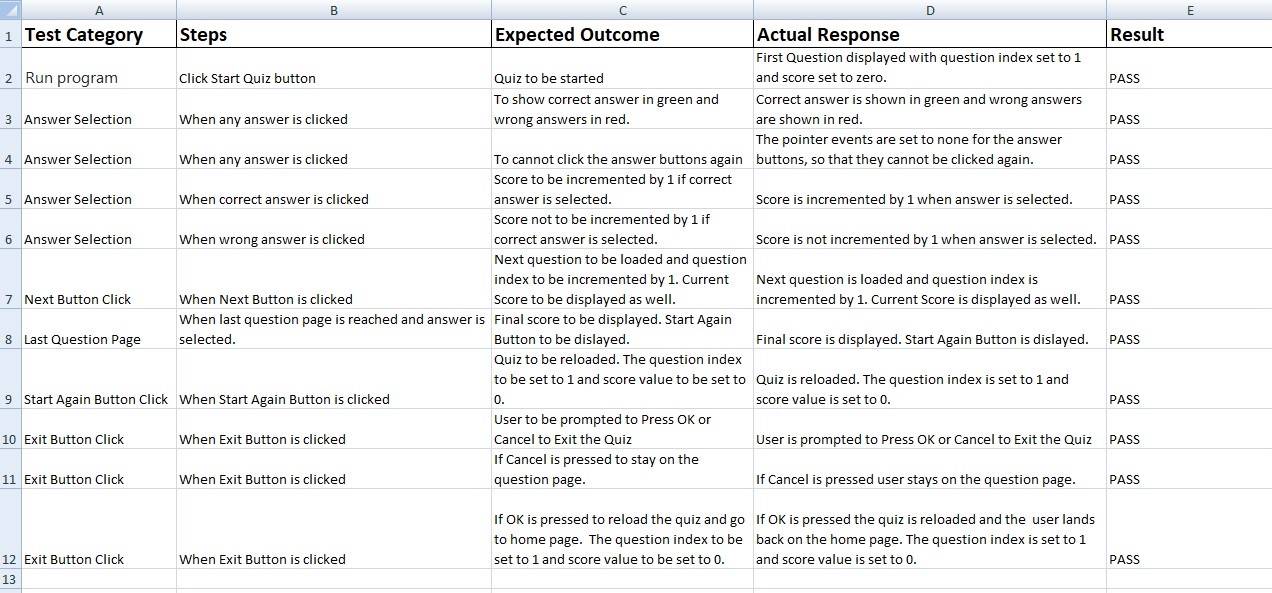 A B C D E
1 Test Category Steps Expected Outcome Actual Response Result
First Question displayed with question index set to 1
2 Run program Click Start Quiz button Quiz to be started and score set to zero. PASS
To show correct answer in green and Correct answer is shown in green and wrong answers
3 Answer Selection When any answer is clicked wrong answers in red. are shown in red. PASS
The pointer events are set to none for the answer
4 Answer Selection When any answer is clicked To cannot click the answer buttons again buttons, so that they cannot be clicked again. PASS
Score to be incremented by 1 if correct
5 Answer Selection When correct answer is clicked answer is selected. Score is incremented by 1 when answer is selected. PASS
Score not to be incremented by 1 if
6 Answer Selection When wrong answer is clicked correct answer is selected. Score is not incremented by 1 when answer is selected. PASS
Next question to be loaded and question
index to be incremented by 1. Current Next question is loaded and question index is
7 Next Button Click When Next Button is clicked Score to be displayed as well. incremented by 1. Current Score is displayed as well. PASS
When last question page is reached and answer is Final score to be displayed. Start Again
8 Last Question Page selected. Button to be dislayed. Final score is displayed. Start Again Button is dislayed. PASS
Quiz to be reloaded. The question index
to be set to 1 and score value to be set to Quiz is reloaded. The question index is set to 1 and
9 Start Again Button Click When Start Again Button is clicked 0. score value is set to 0. PASS
User to be prompted to Press OK or
10 Exit Button Click When Exit Button is clicked Cancel to Exit the Quiz User is prompted to Press OK or Cancel to Exit the Quiz PASS
If Cancel is pressed to stay on the
11 Exit Button Click When Exit Button is clicked question page. If Cancel is pressed user stays on the question page. PASS
If OK is pressed to reload the quiz and go If OK is pressed the quiz is reloaded and the user lands
to home page. The question index to be back on the home page. The question index is set to 1
12 Exit Button Click When Exit Button is clicked set to 1 and score value to be set to 0. and score value is set to 0. PASS
13